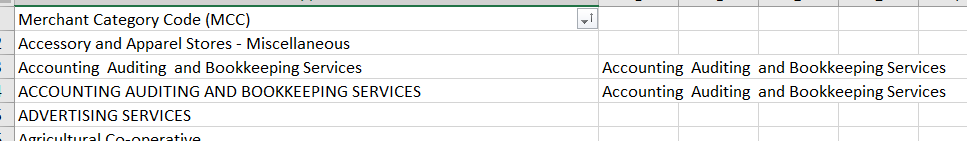 Merchant Category Code (MCC)
Accessory and Apparel Stores - Miscellaneous
Accounting  Auditing  and Bookkeeping Services Accounting  Auditing  and Bookkeeping Services
ACCOUNTING AUDITING AND BOOKKEEPING SERVICES Accounting  Auditing  and Bookkeeping Services
ADVERTISING SERVICES
Agricultural Co-operative